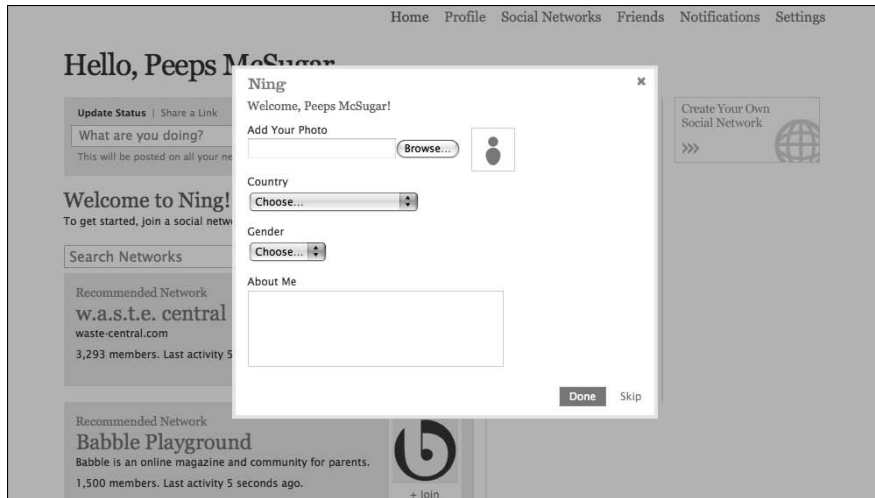 Home Profile Social Networks Friends Notifications Settings
Hello, Peeps McSugar
Update Status | Share a Link
What are you doing?
This will be posted on all your ne
Welcome to Ning!
To get started, join a social netw
Search Networks
Recommended Network
w.a.s.t.e. central
waste-central.com
3,293 members. Last activity 5
Recommended Network
Babble Playground
Babble is an online magazine and community for parents.
1,500 members. Last activity 5 seconds ago.
+ Join
Ning
Welcome, Peeps McSugar!
Add Your Photo
Browse...
Country
Choose...
Gender
Choose...
About Me
Done Skip
Create Your Own
Social Network
>>>